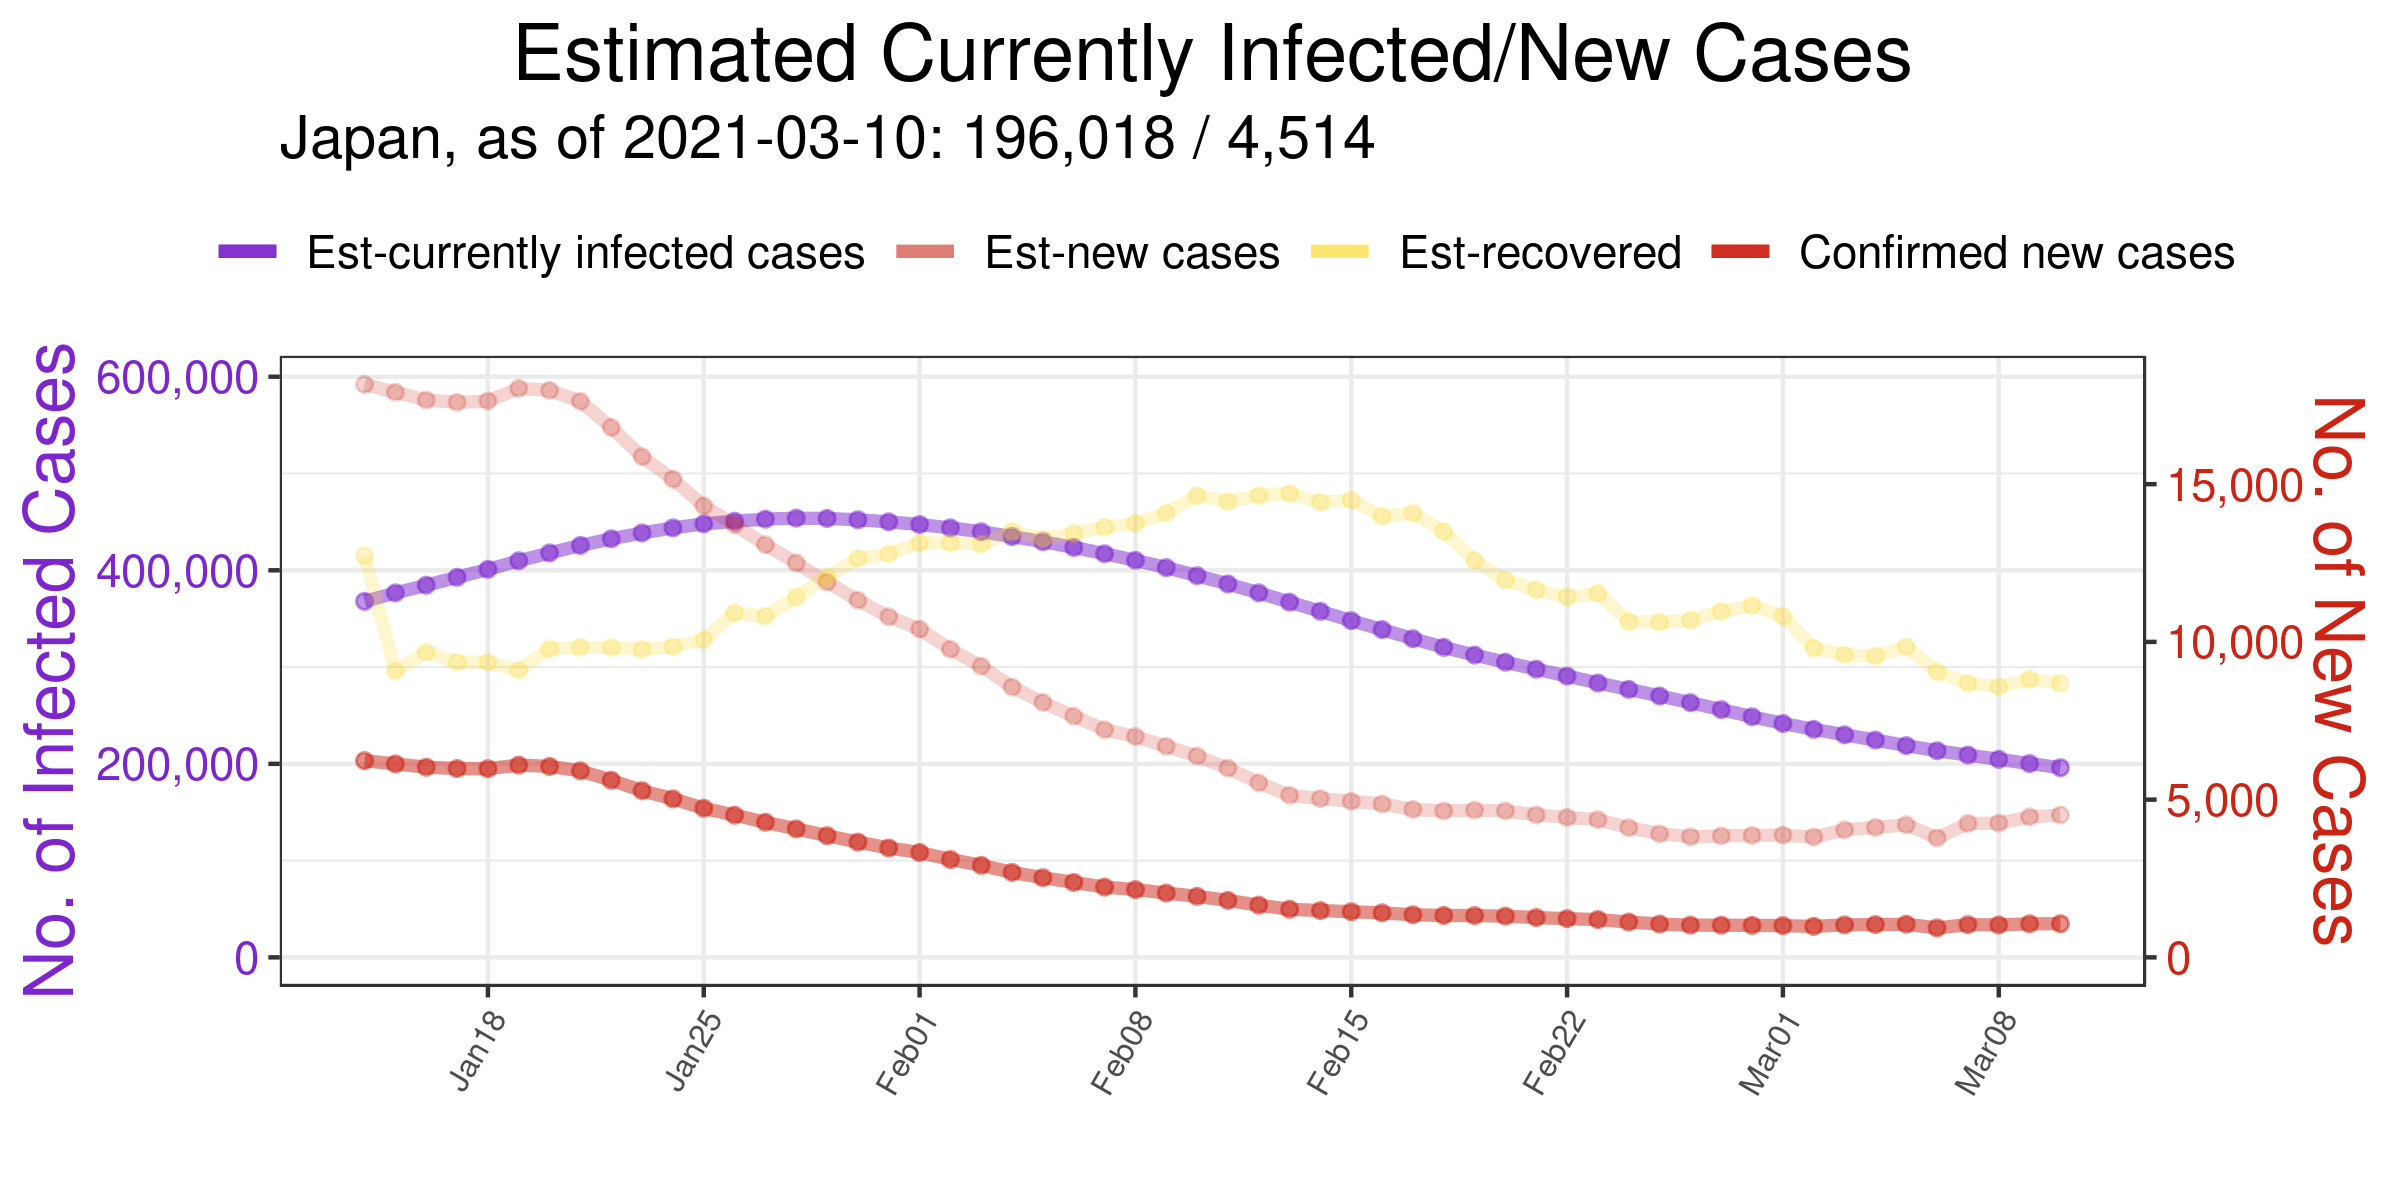 Estimated Currently Infected/New Cases
Japan, as of 2021-03-10: 196,018 / 4,514
Est-currently infected cases Est-new cases Est-recovered Confirmed new cases
No. of Infected Cases
600,000
400,000
200,000
0
15,000
10,000
5,000
0
No. of New Cases
Jan18 Jan25 Feb01 Feb08 Feb15 Feb22 Mar01 Mar08